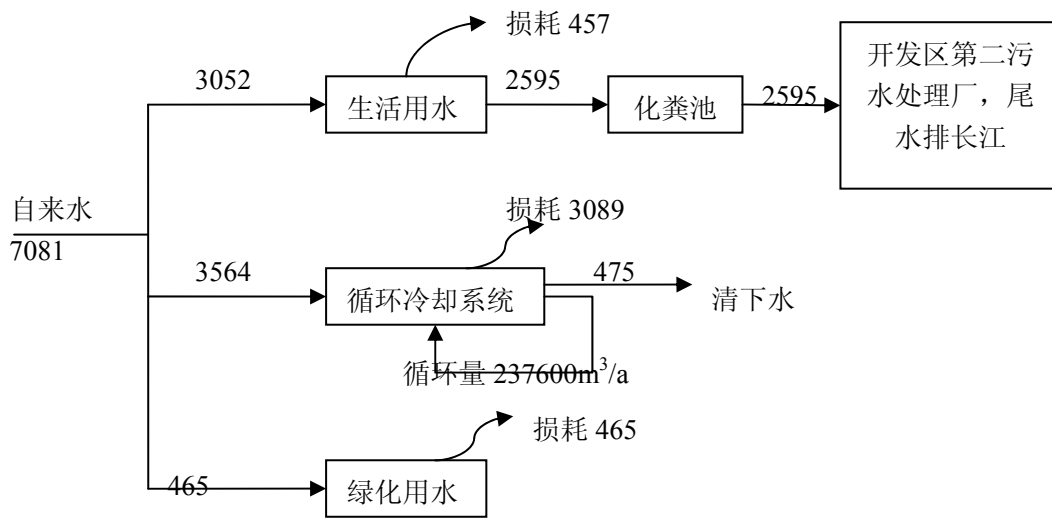 损耗 457
3052
生活用水
2595
化粪池
2595
开发区第二污
水处理厂，尾
水排长江
自来水
7081
损耗 3089
3564
循环冷却系统
475
清下水
循环量 237600m³/a
损耗 465
465
绿化用水